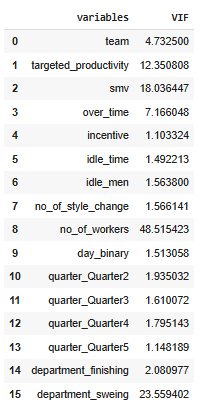 variables VIF
0 team 4.732500
1 targeted_productivity 12.350808
2 smv 18.036447
3 over_time 7.166048
4 incentive 1.103324
5 idle_time 1.492213
6 idle_men 1.563800
7 no_of_style_change 1.566141
8 no_of_workers 48.515423
9 day_binary 1.513058
10 quarter_Quarter2 1.935032
11 quarter_Quarter3 1.610072
12 quarter_Quarter4 1.795143
13 quarter_Quarter5 1.148189
14 department_finishing 2.080977
15 department_sweing 23.559402